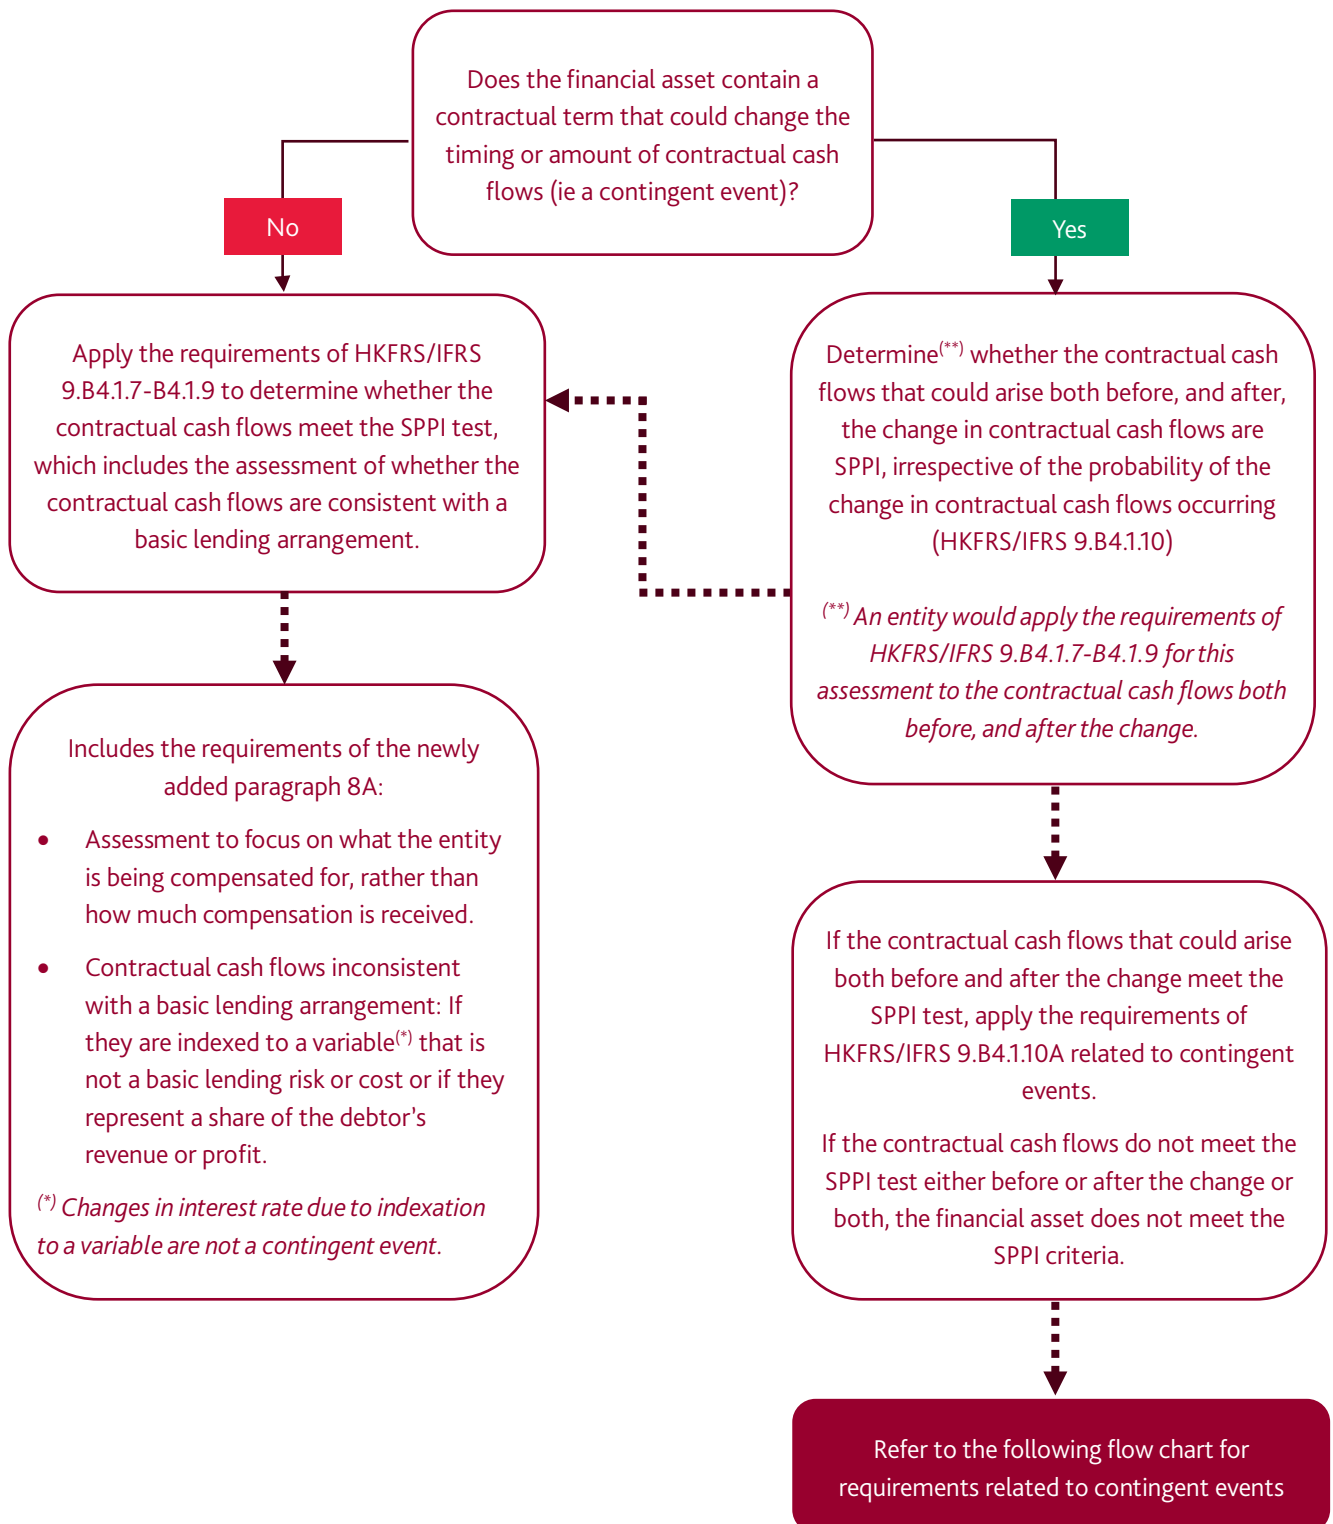 Does the financial asset contain a
contractual term that could change the
timing or amount of contractual cash
flows (ie a contingent event)?
No
Yes
Apply the requirements of HKFRS/IFRS
9.B4.1.7-B4.1.9 to determine whether the
contractual cash flows meet the SPPI test,
which includes the assessment of whether the
contractual cash flows are consistent with a
basic lending arrangement.
Determine(**) whether the contractual cash
flows that could arise both before, and after,
the change in contractual cash flows are
SPPI, irrespective of the probability of the
change in contractual cash flows occurring
(HKFRS/IFRS 9.B4.1.10)
(**) An entity would apply the requirements of
HKFRS/IFRS 9.B4.1.7-B4.1.9 for this
assessment to the contractual cash flows both
before, and after the change.
Includes the requirements of the newly
added paragraph 8A:
• Assessment to focus on what the entity
is being compensated for, rather than
how much compensation is received.
• Contractual cash flows inconsistent
with a basic lending arrangement: If
they are indexed to a variable(*) that is
not a basic lending risk or cost or if they
represent a share of the debtor's
revenue or profit.
(*) Changes in interest rate due to indexation
to a variable are not a contingent event.
If the contractual cash flows that could arise
both before and after the change meet the
SPPI test, apply the requirements of
HKFRS/IFRS 9.B4.1.10A related to contingent
events.
If the contractual cash flows do not meet the
SPPI test either before or after the change or
both, the financial asset does not meet the
SPPI criteria.
Refer to the following flow chart for
requirements related to contingent events